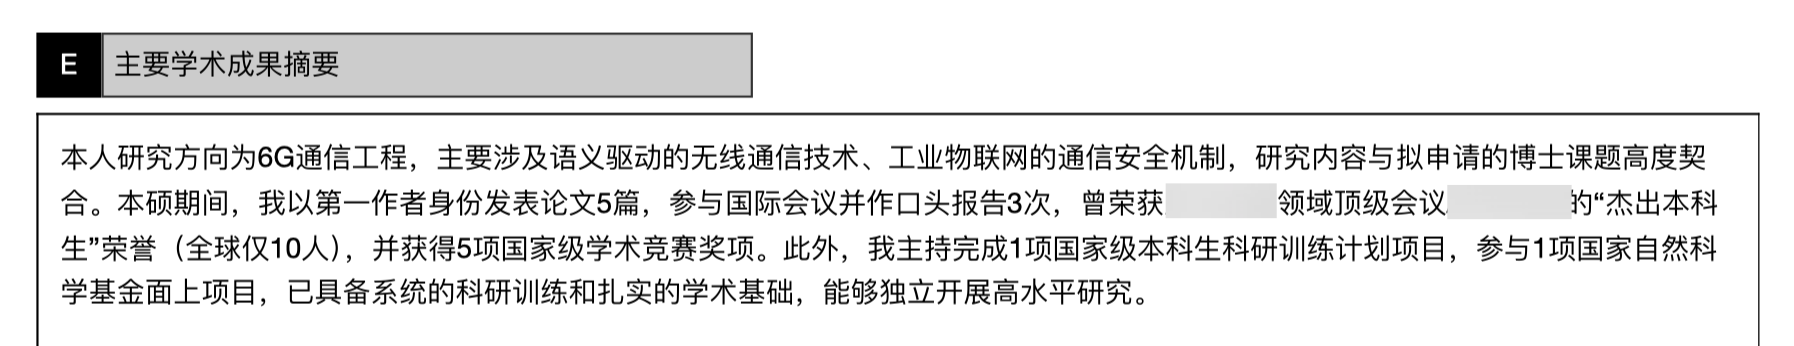 E 主要学术成果摘要
本人研究方向为6G通信工程，主要涉及语义驱动的无线通信技术、工业物联网的通信安全机制，研究内容与拟申请的博士课题高度契
合。本硕期间，我以第一作者身份发表论文5篇，参与国际会议并作口头报告3次，曾荣获领域顶级会议的“杰出本科
生”荣誉（全球仅10人），并获得5项国家级学术竞赛奖项。此外，我主持完成1项国家级本科生科研训练计划项目，参与1项国家自然科
学基金面上项目，已具备系统的科研训练和扎实的学术基础，能够独立开展高水平研究。